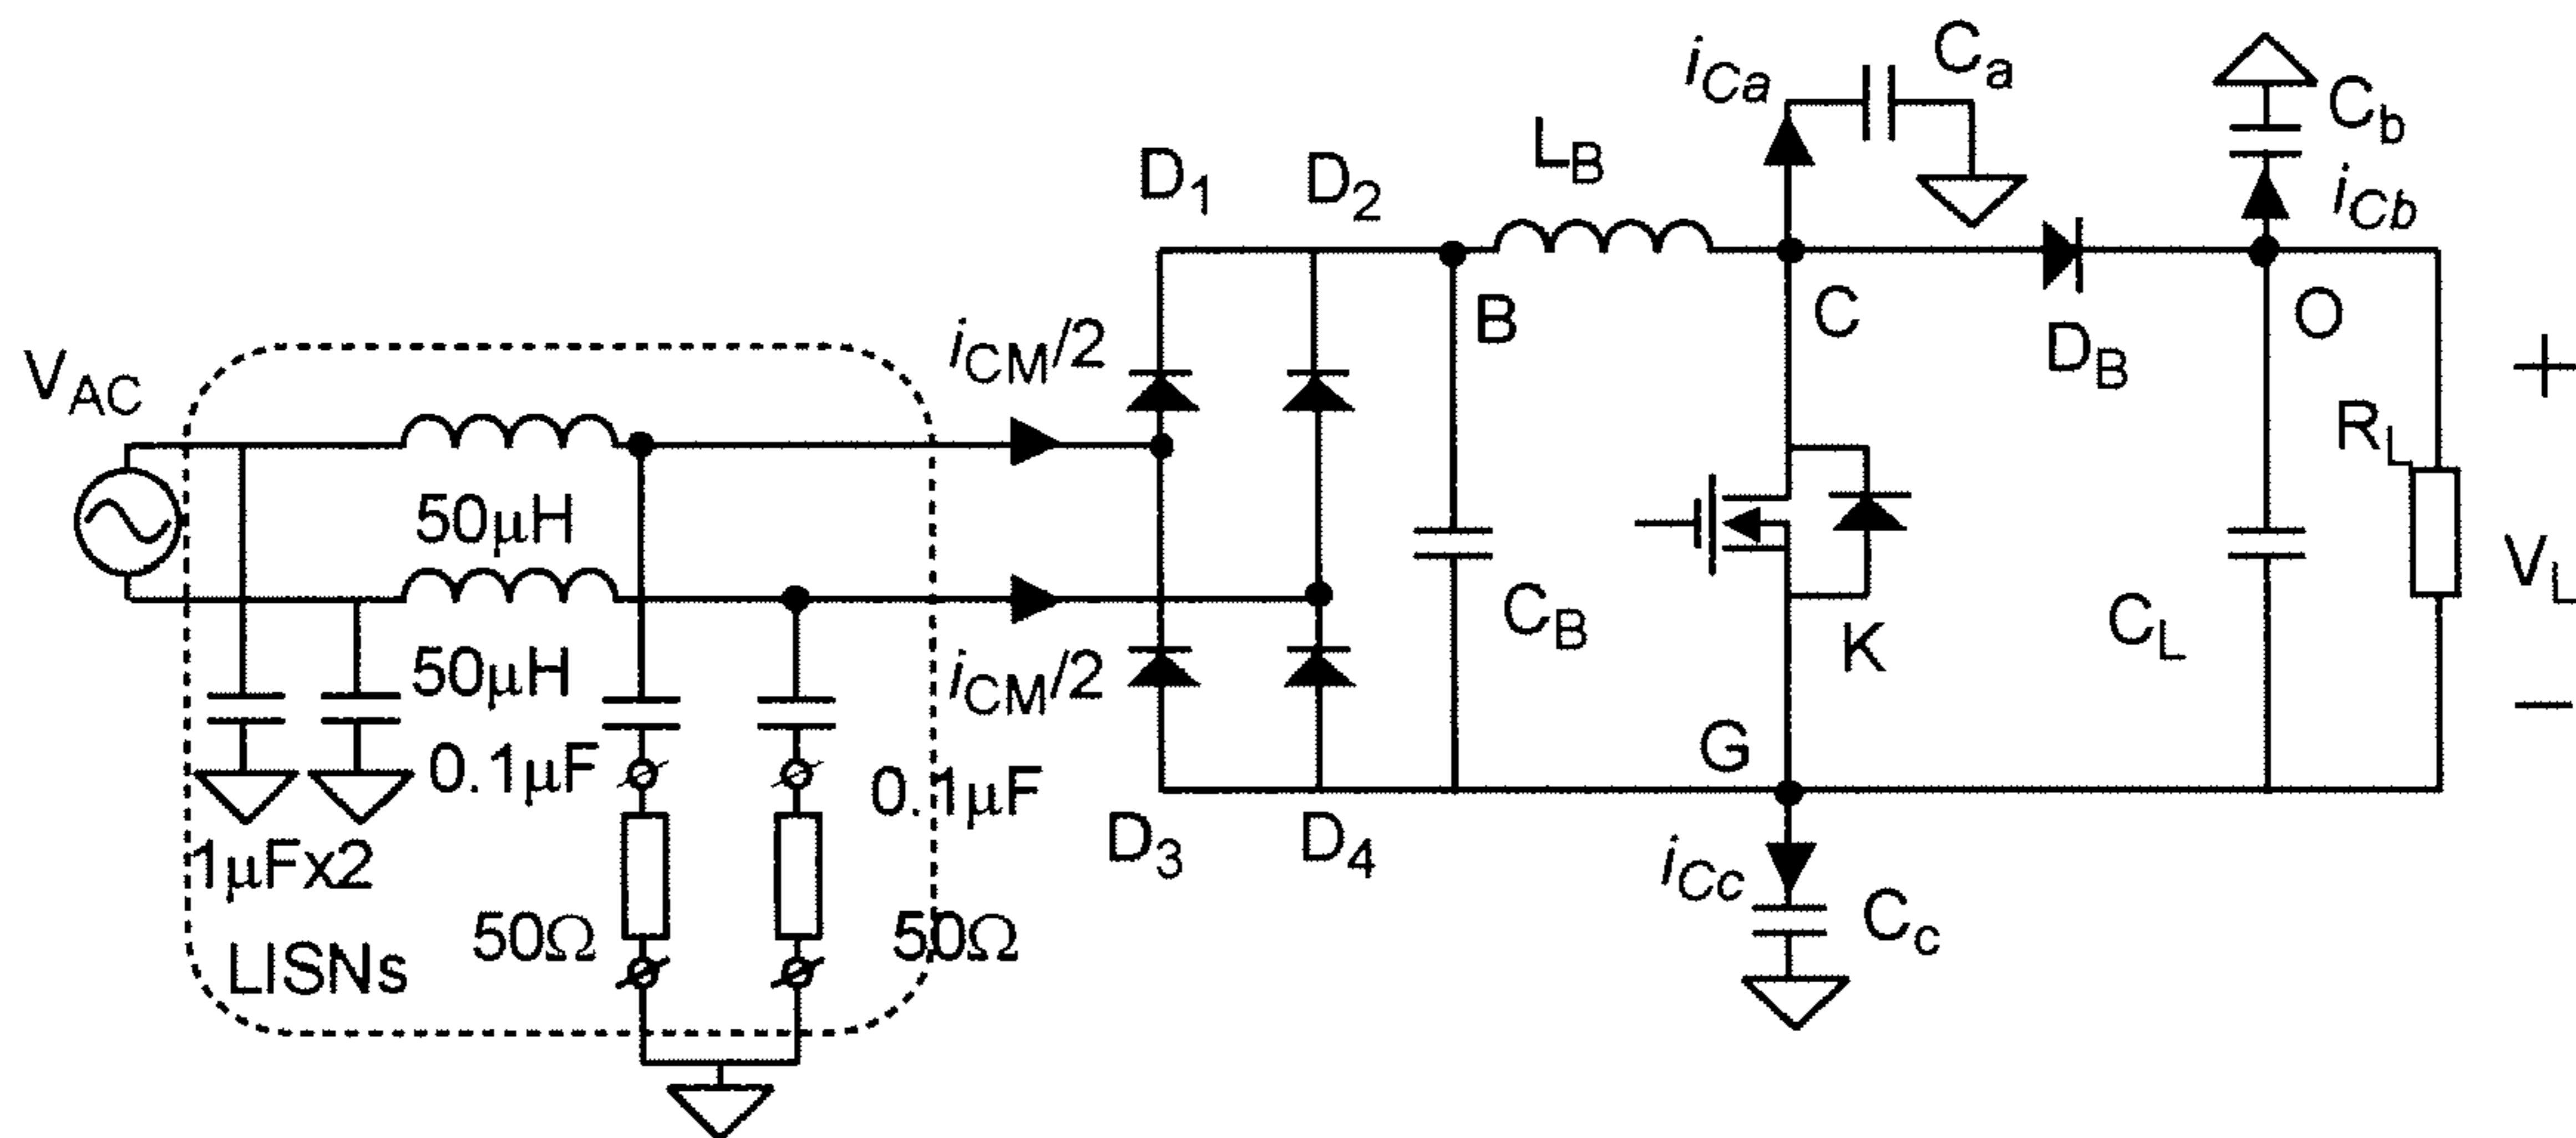 V_AC
50μH
50μH
0.1μF
0.1μF
1μFx2
50Ω
50Ω
LISNs
i_CM/2
i_CM/2
D_1
D_2
D_3
D_4
B
L_B
C_B
i_Ca
C_a
C
K
G
i_Cc
C_c
D_B
C_b
i_Cb
O
C_L
R_L
+
V_L
−